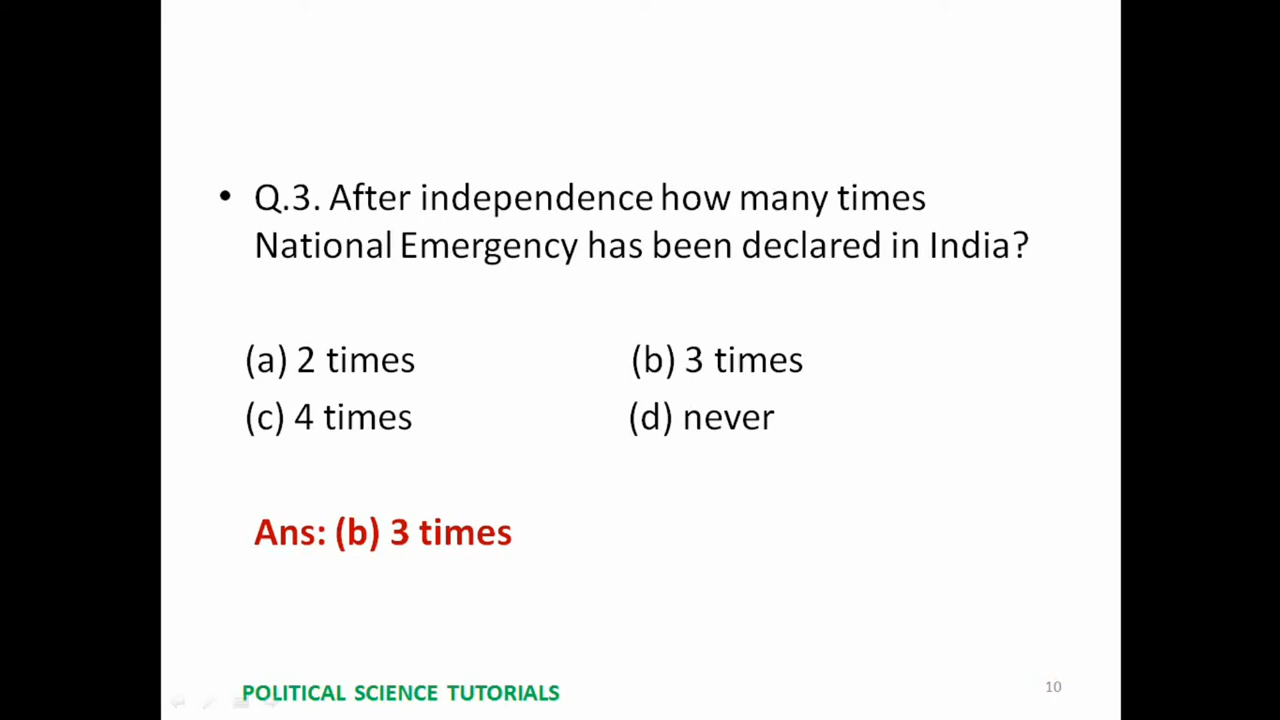 • Q.3. After independence how many times
National Emergency has been declared in India?
(a) 2 times (b) 3 times
(c) 4 times (d) never
Ans: (b) 3 times
POLITICAL SCIENCE TUTORIALS 10